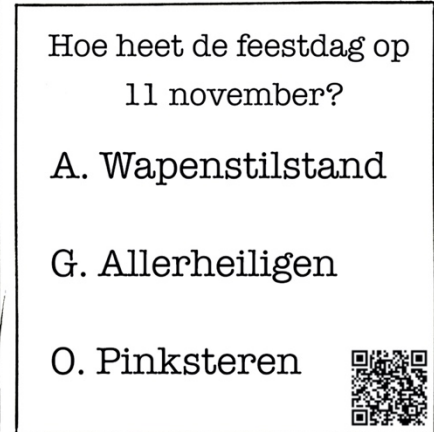 Hoe heet de feestdag op
11 november?
A. Wapenstilstand
G. Allerheiligen
O. Pinksteren